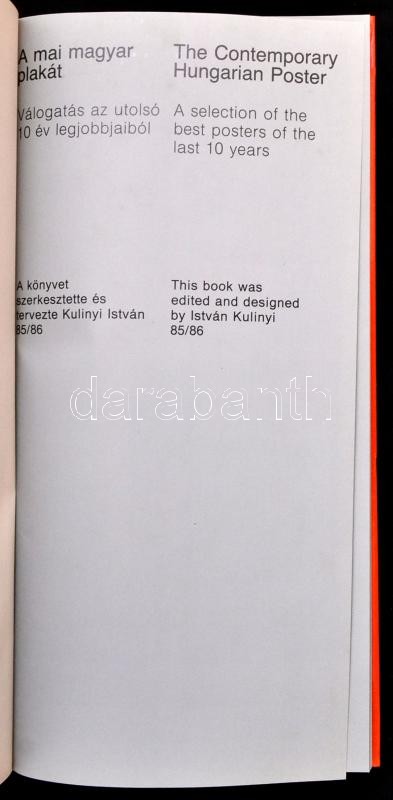 A mai magyar
plakát
Válogatás az utolsó
10 év legjobbjaiból
A könyvet
szerkesztette és
tervezte Kulinyi István
85/86
The Contemporary
Hungarian Poster
A selection of the
best posters of the
last 10 years
This book was
edited and designed
by István Kulinyi
85/86
darabanth